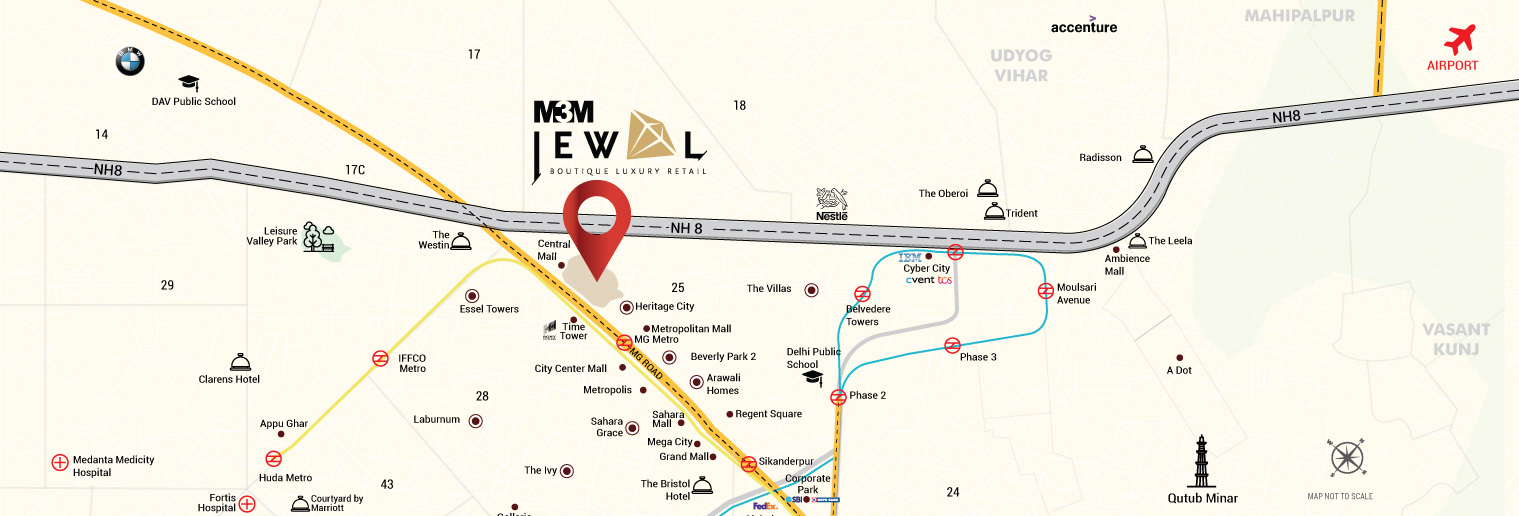 accenture
MAHIPALPUR
UDYOG
VIHAR
AIRPORT
BMW
DAV Public School
17
18
14
17C
M3M
JEWEL
BOUTIQUE LUXURY RETAIL
NH8
NH8
NH 8
Radisson
The Oberoi
Trident
Nestlé
Leisure
Valley Park
The
Westin
Central
Mall
The Leela
Ambience
Mall
IBM
Cyber City
cvent tcs
29
25
The Villas
Moulsari
Avenue
Essel Towers
Heritage City
Belvedere
Towers
Time
Tower
Metropolitan Mall
MG Metro
MG ROAD
VASANT
KUNJ
IFFCO
Metro
Beverly Park 2
Delhi Public
School
Phase 3
A Dot
Clarens Hotel
City Center Mall
Arawali
Homes
Metropolis
Phase 2
28
Laburnum
Appu Ghar
Sahara
Grace
Sahara
Mall
Regent Square
Mega City
Grand Mall
Sikanderpur
Medanta Medicity
Hospital
Huda Metro
The Ivy
The Bristol
Hotel
Corporate
Park
SBI
43
24
Fortis
Hospital
Courtyard by
Marriott
FedEx
Qutub Minar
MAP NOT TO SCALE